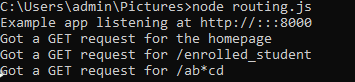 C:\Users\admin\Pictures>node routing.js
Example app listening at http://:::8000
Got a GET request for the homepage
Got a GET request for /enrolled_student
Got a GET request for /ab*cd